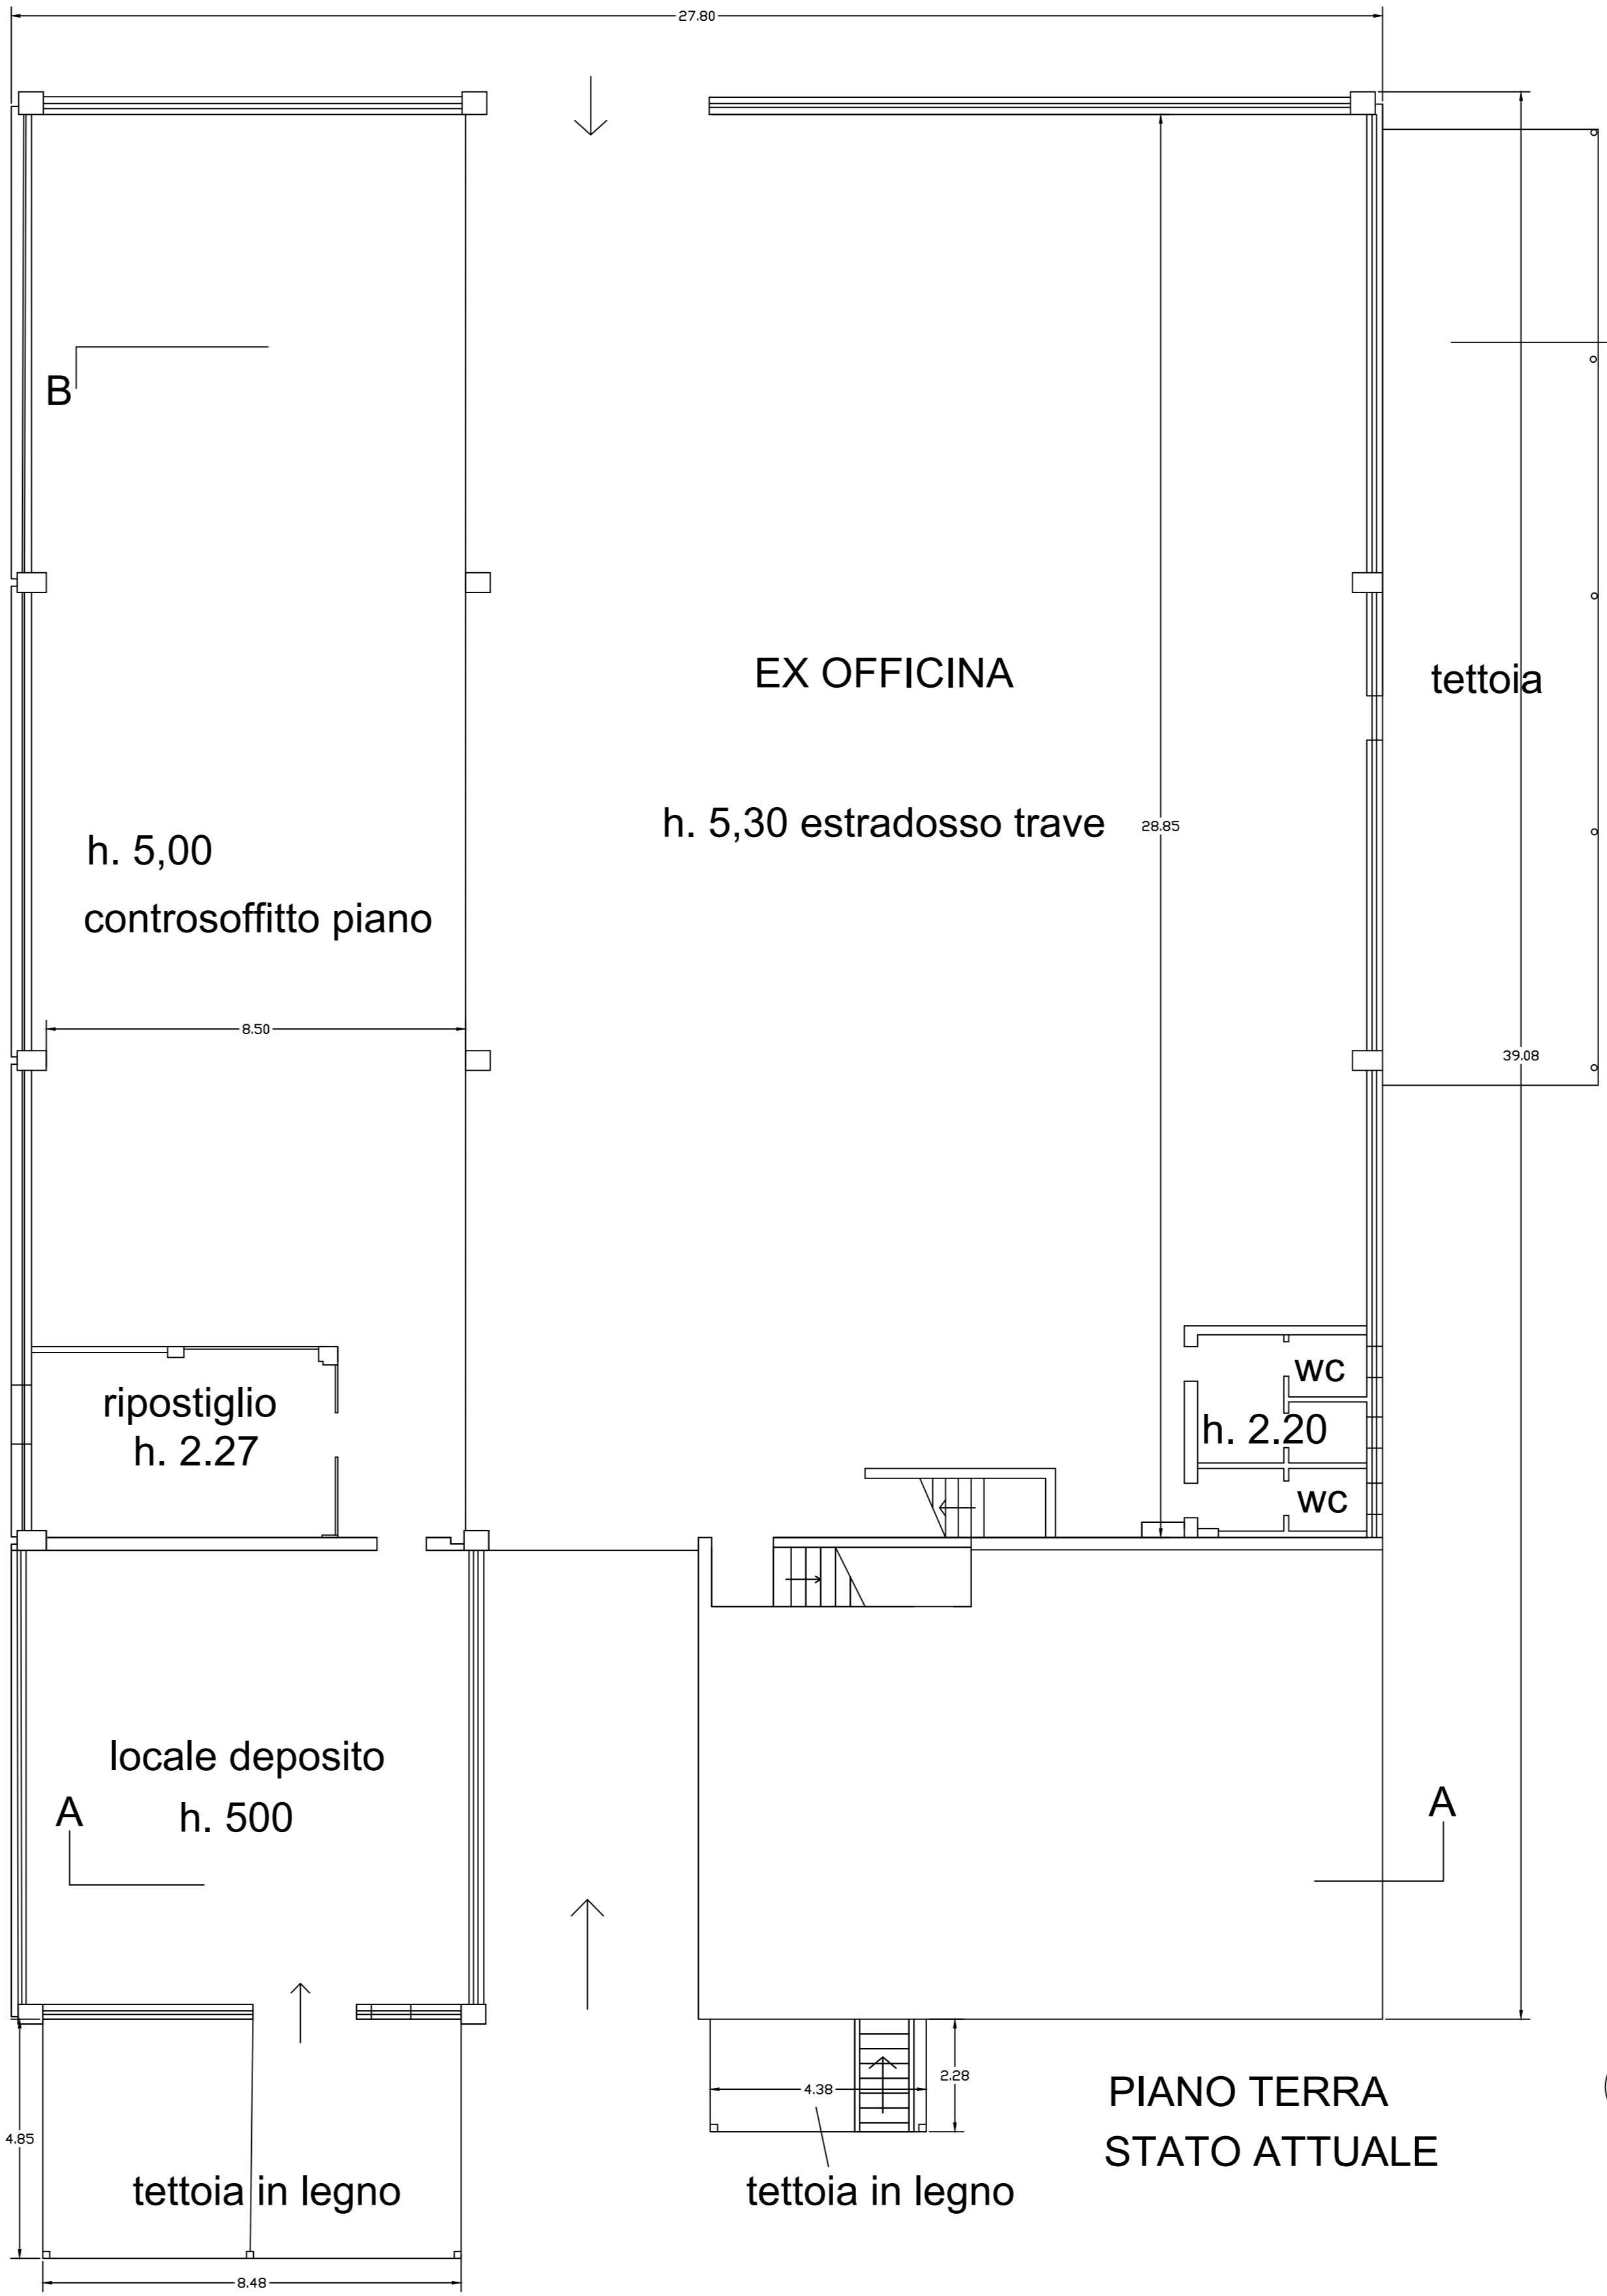 27.80
B
EX OFFICINA
tettoia
h. 5,30 estradosso trave
28.85
h. 5,00
controsoffitto piano
8.50
39.08
wc
ripostiglio
h. 2.27
h. 2.20
wc
locale deposito
h. 500
A
A
2.28
4.38
PIANO TERRA
STATO ATTUALE
4.85
tettoia in legno
tettoia in legno
8.48